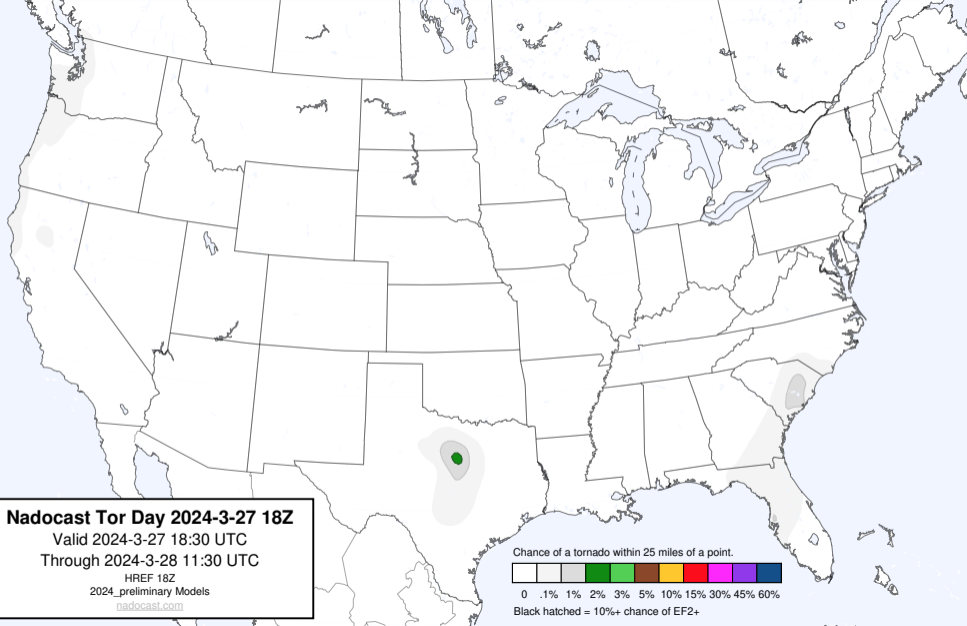 Nadocast Tor Day 2024-3-27 18Z
Valid 2024-3-27 18:30 UTC
Through 2024-3-28 11:30 UTC
HREF 18Z
2024_preliminary Models
nadocast.com
Chance of a tornado within 25 miles of a point.
0 .1% 1% 2% 3% 5% 10% 15% 30% 45% 60%
Black hatched = 10%+ chance of EF2+